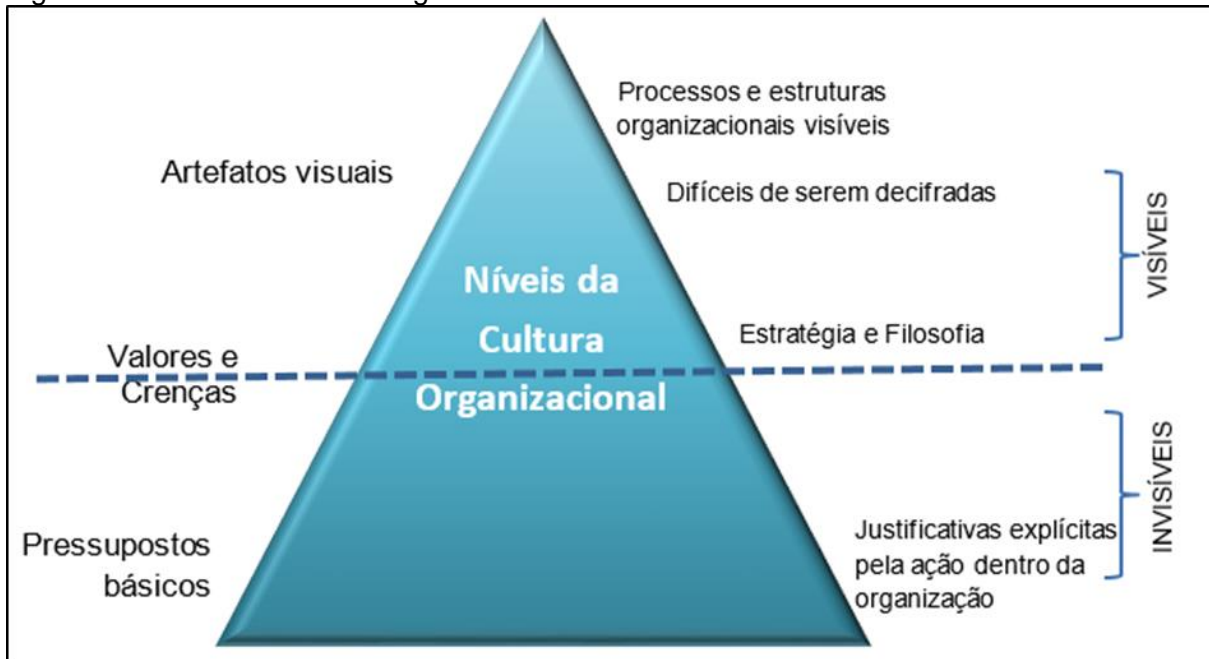 Processos e estruturas
organizacionais visíveis
Artefatos visuais
Difíceis de serem decifradas
VISÍVEIS
Níveis da
Cultura
Organizacional
Estratégia e Filosofia
Valores e
Crenças
Pressupostos
básicos
Justificativas explícitas
pela ação dentro da
organização
INVISÍVEIS